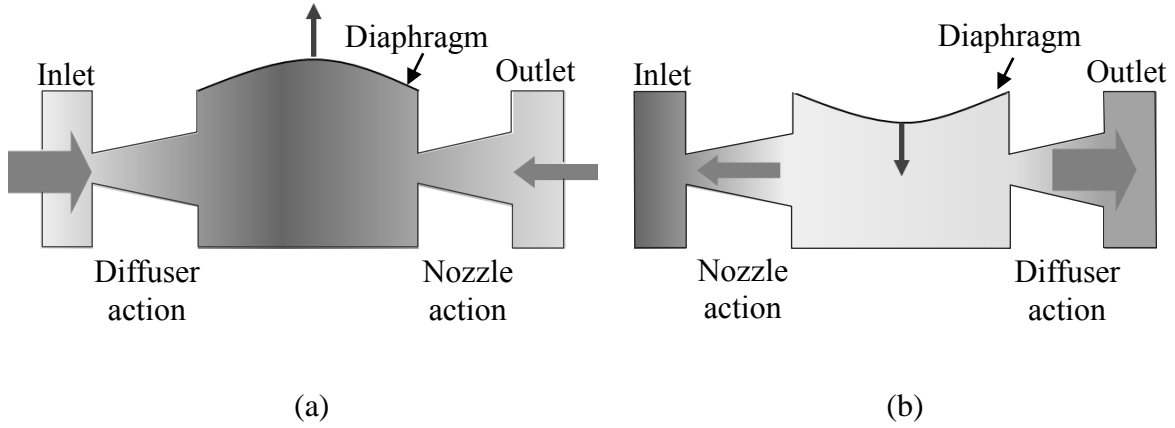 Diaphragm
Inlet
Outlet
Diffuser
action
Nozzle
action
(a)
Diaphragm
Inlet
Outlet
Nozzle
action
Diffuser
action
(b)